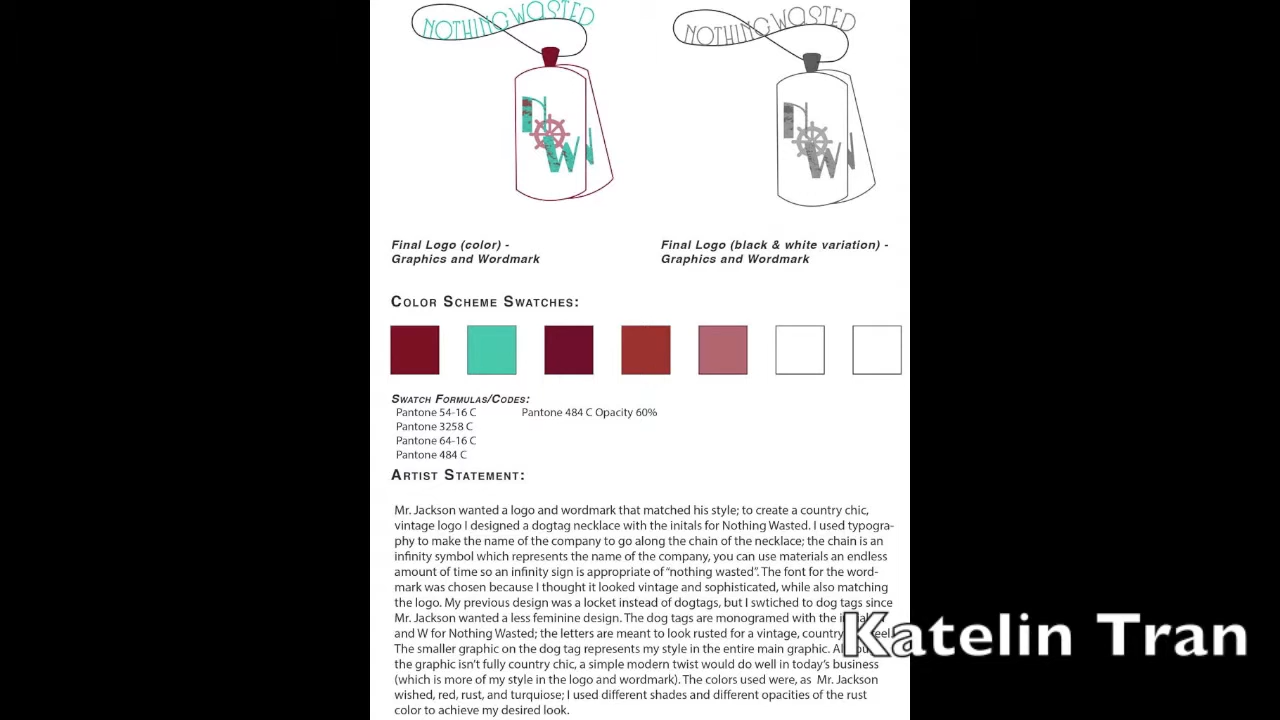 NOTHING WASTED
NOTHING WASTED
N
W
N
W
Final Logo (color) -
Graphics and Wordmark
Final Logo (black & white variation) -
Graphics and Wordmark
COLOR SCHEME SWATCHES:
SWATCH FORMULAS/CODES:
Pantone 54-16 C
Pantone 484 C Opacity 60%
Pantone 3258 C
Pantone 64-16 C
Pantone 484 C
ARTIST STATEMENT:
Mr. Jackson wanted a logo and wordmark that matched his style; to create a country chic,
vintage logo I designed a dogtag necklace with the initals for Nothing Wasted. I used typogra-
phy to make the name of the company to go along the chain of the necklace; the chain is an
infinity symbol which represents the name of the company, you can use materials an endless
amount of time so an infinity sign is appropriate of "nothing wasted". The font for the word-
mark was chosen because I thought it looked vintage and sophisticated, while also matching
the logo. My previous design was a locket instead of dogtags, but I swtiched to dog tags since
Mr. Jackson wanted a less feminine design. The dog tags are monogramed with the
and W for Nothing Wasted; the letters are meant to look rusted for a vintage, country
The smaller graphic on the dog tag represents my style in the entire main graphic.
the graphic isn't fully country chic, a simple modern twist would do well in today's business
(which is more of my style in the logo and wordmark). The colors used were, as Mr. Jackson
wished, red, rust, and turquiose; I used different shades and different opacities of the rust
color to achieve my desired look.
Katelin Tran